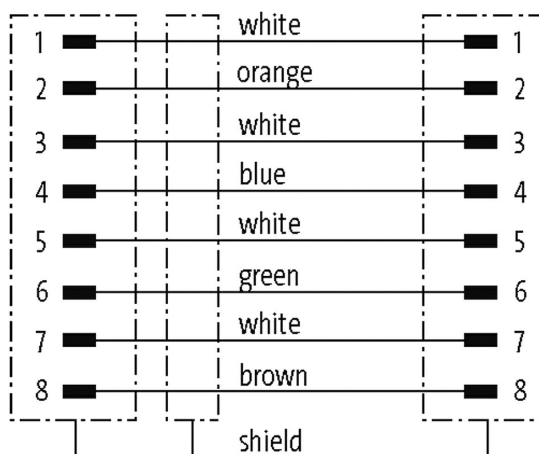 1 white 1
2 orange 2
3 white 3
4 blue 4
5 white 5
6 green 6
7 white 7
8 brown 8
shield